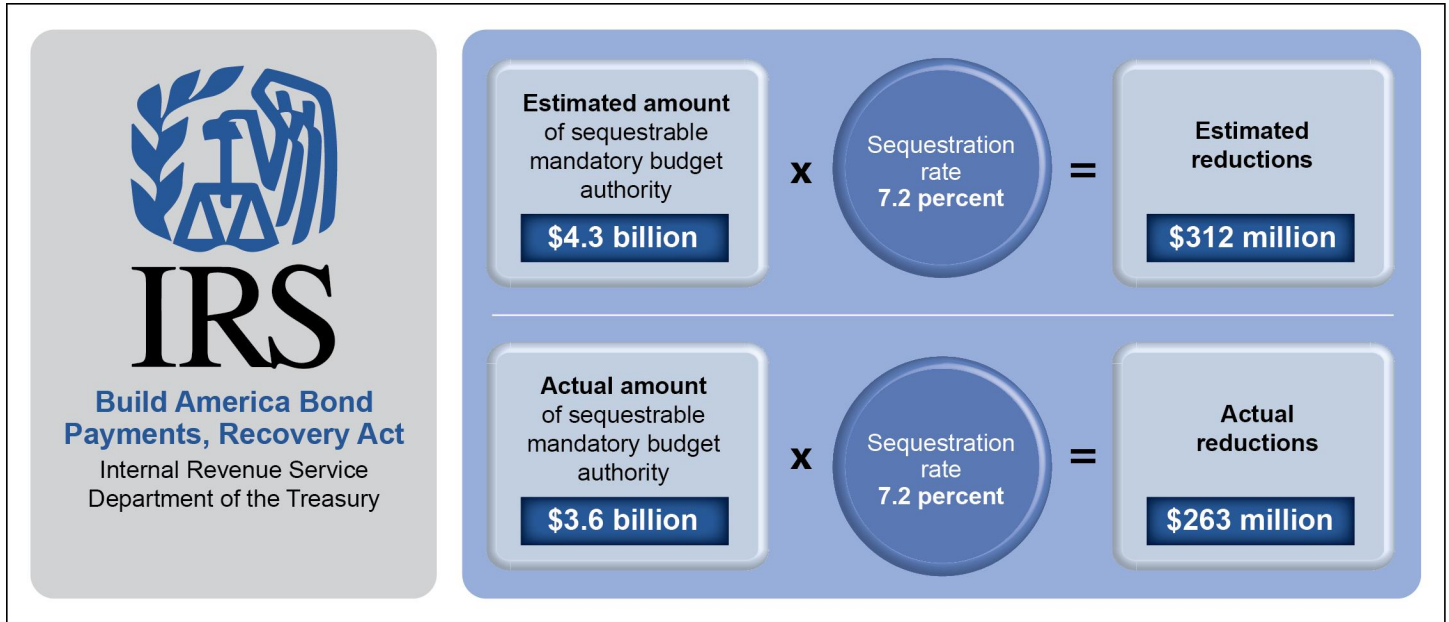 IRS
Build America Bond
Payments, Recovery Act
Internal Revenue Service
Department of the Treasury
Estimated amount
of sequestrable
mandatory budget
authority
$4.3 billion
x
Sequestration
rate
7.2 percent
=
Estimated
reductions
$312 million
Actual amount
of sequestrable
mandatory budget
authority
$3.6 billion
x
Sequestration
rate
7.2 percent
=
Actual
reductions
$263 million